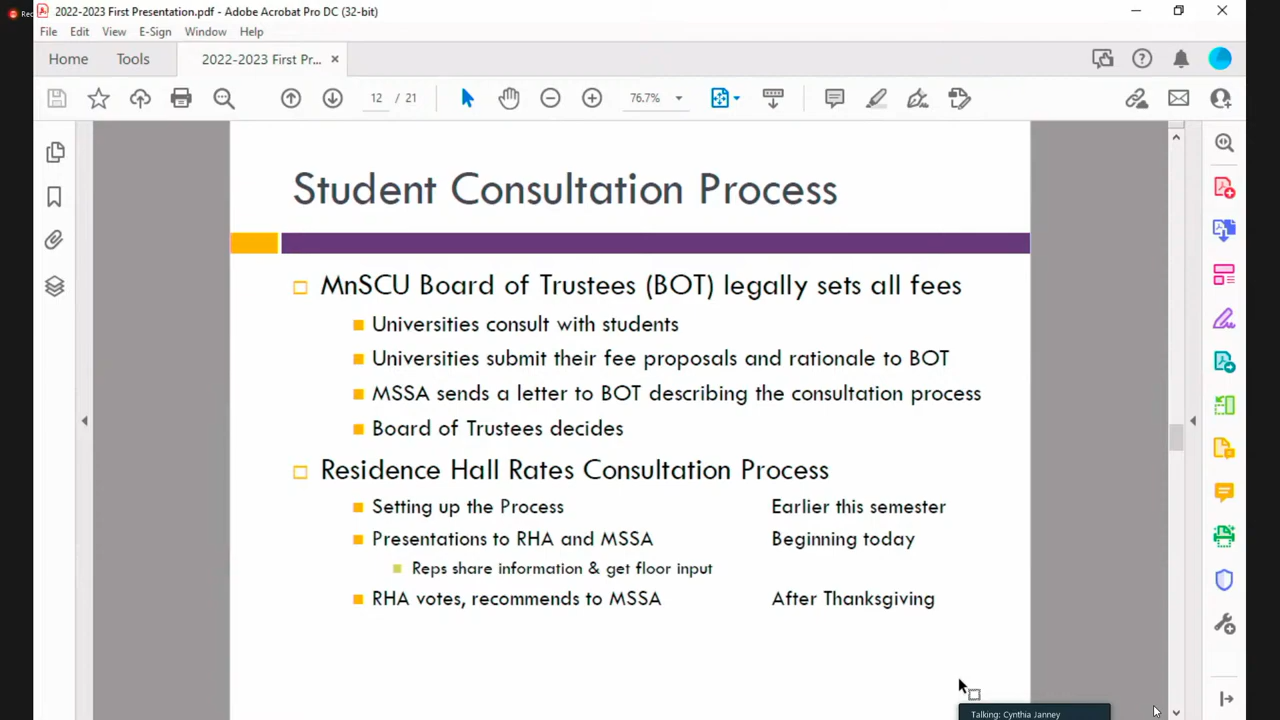 Rec
2022-2023 First Presentation.pdf - Adobe Acrobat Pro DC (32-bit)
File Edit View E-Sign Window Help
Home Tools 2022-2023 First Pr... ×
12 / 21 76.7%
Student Consultation Process
MnSCU Board of Trustees (BOT) legally sets all fees
Universities consult with students
Universities submit their fee proposals and rationale to BOT
MSSA sends a letter to BOT describing the consultation process
Board of Trustees decides
Residence Hall Rates Consultation Process
Setting up the Process Earlier this semester
Presentations to RHA and MSSA Beginning today
Reps share information & get floor input
RHA votes, recommends to MSSA After Thanksgiving
Talking: Cynthia Janney